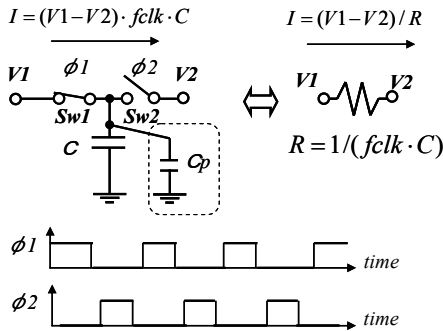 I = (V1−V2)· fclk · C
I = (V1−V2) / R
ϕ1 ϕ2
V1 V2
V1 V2
Sw1 Sw2
R = 1/(fclk · C)
C
Cp
ϕ1
time
ϕ2
time